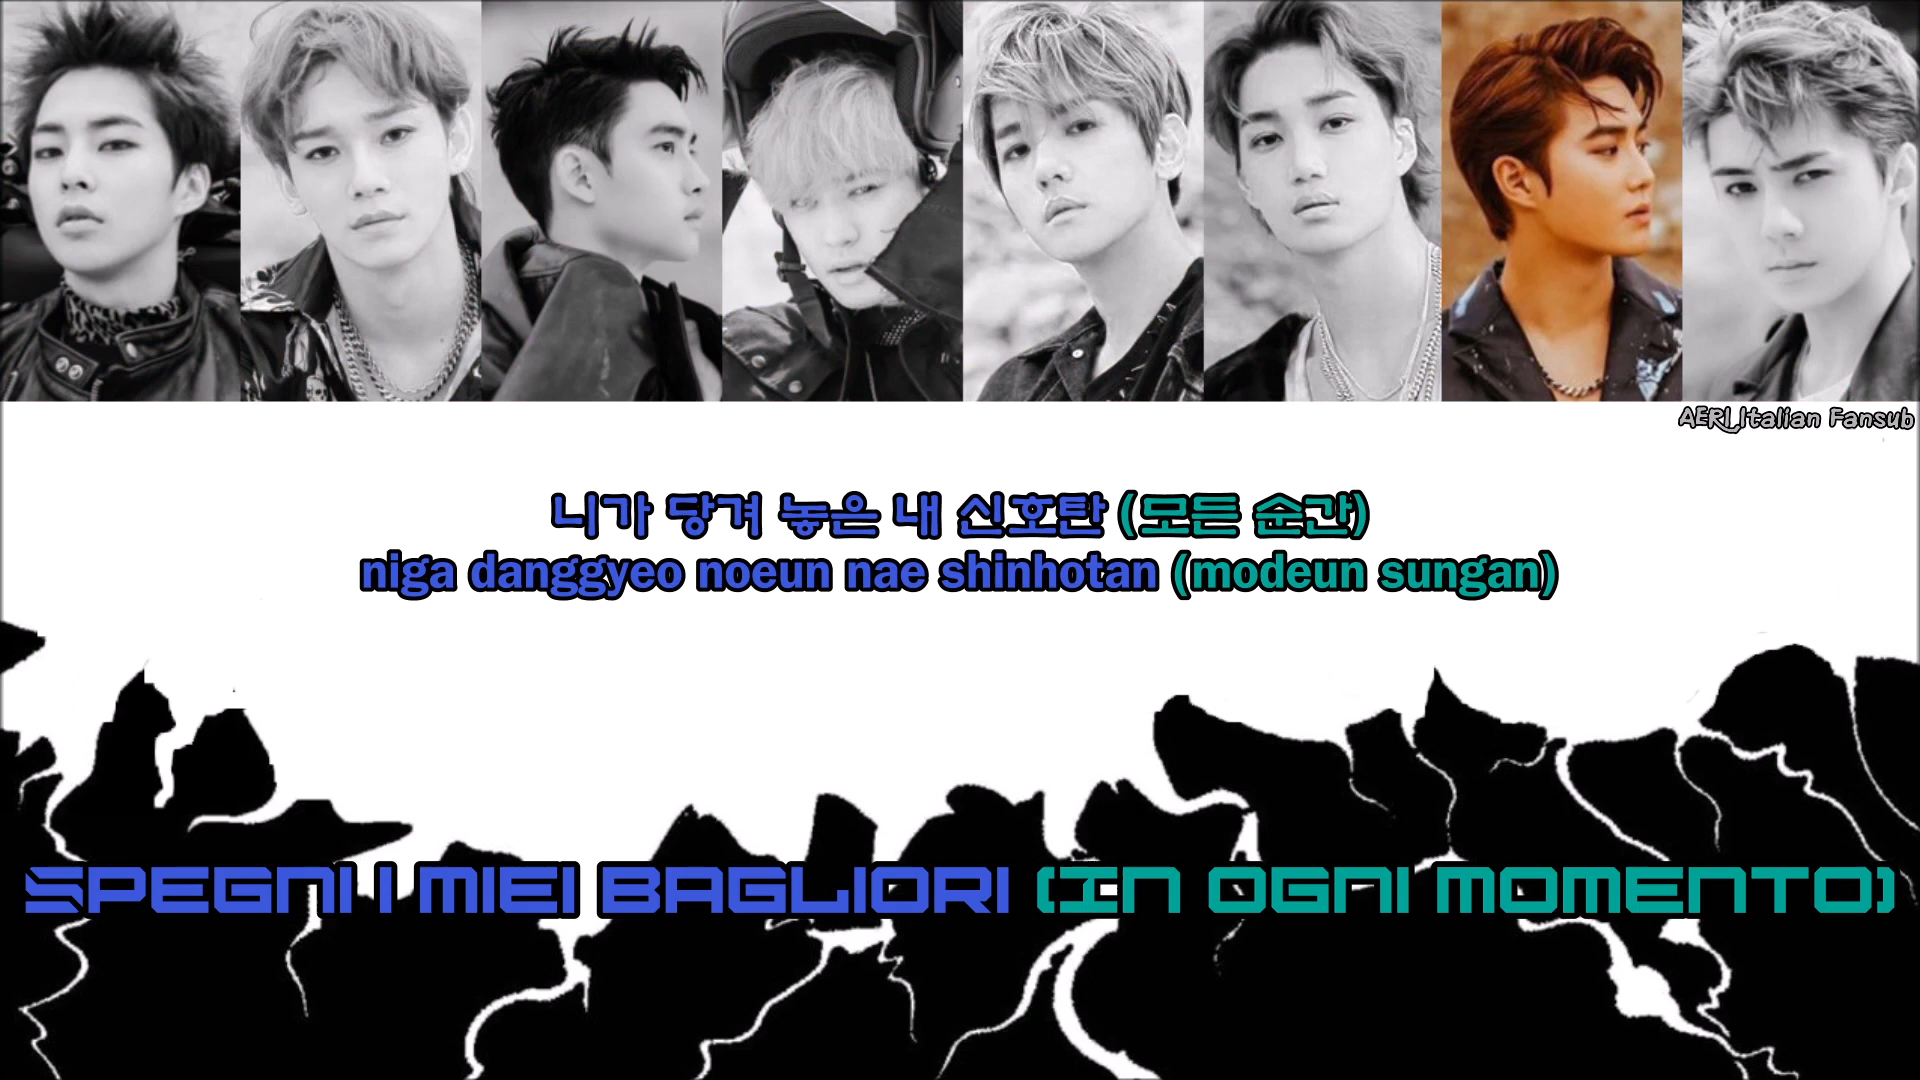 AERI_Italian Fansub
니가 당겨 놓은 내 신호탄 (모든 순간)
niga danggyeo noeun nae shinhotan (modeun sungan)
SPEGNI I MIEI BAGLIORI (IN OGNI MOMENTO)